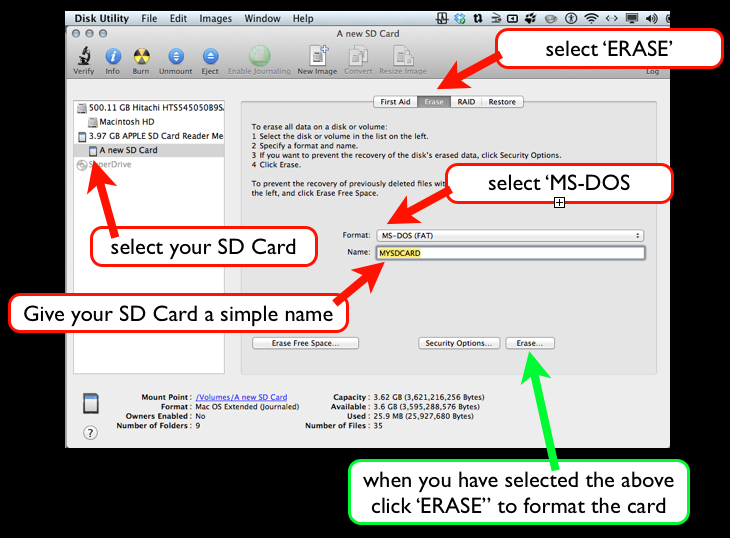 Disk Utility File Edit Images Window Help
A new SD Card
select ‘ERASE’
Verify Info Burn Unmount Eject Enable Journaling New Image Convert Resize Image Log
First Aid Erase RAID Restore
500.11 GB Hitachi HTS545050B9S
Macintosh HD
3.97 GB APPLE SD Card Reader Me
A new SD Card
SuperDrive
To erase all data on a disk or volume:
1 Select the disk or volume in the list on the left.
2 Specify a format and name.
3 If you want to prevent the recovery of the disk's erased data, click Security Options.
4 Click Erase.
To prevent the recovery of previously deleted files
the left, and click Erase Free Space.
select ‘MS-DOS
select your SD Card
Format: MS-DOS (FAT)
Name: MYSDCARD
Give your SD Card a simple name
Erase Free Space... Security Options... Erase...
Mount Point: /Volumes/A new SD Card
Format: Mac OS Extended (Journaled)
Owners Enabled: No
Number of Folders: 9
Capacity: 3.62 GB (3,621,216,256 Bytes)
Available: 3.6 GB (3,595,288,576 Bytes)
Used: 25.9 MB (25,927,680 Bytes)
Number of Files: 35
?
when you have selected the above
click ‘ERASE” to format the card